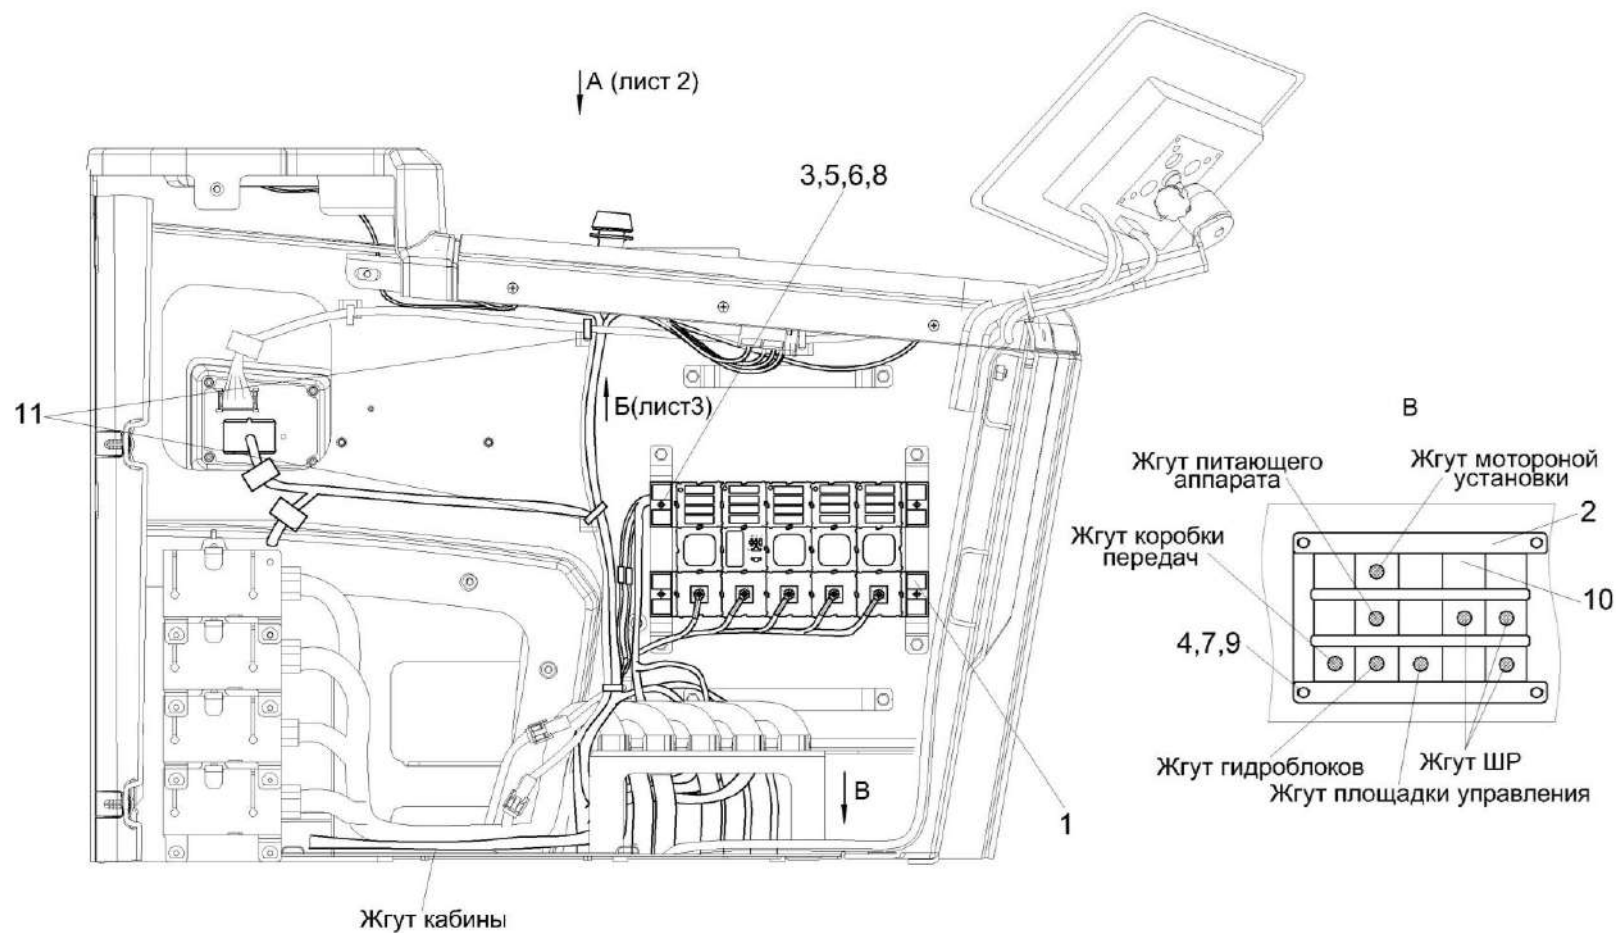 А (лист 2)
3,5,6,8
11
Б(лист3)
В
Жгут питающего
аппарата
Жгут мотороной
установки
2
Жгут коробки
передач
10
4,7,9
Жгут гидроблоков
Жгут ШР
Жгут площадки управления
В
1
Жгут кабины